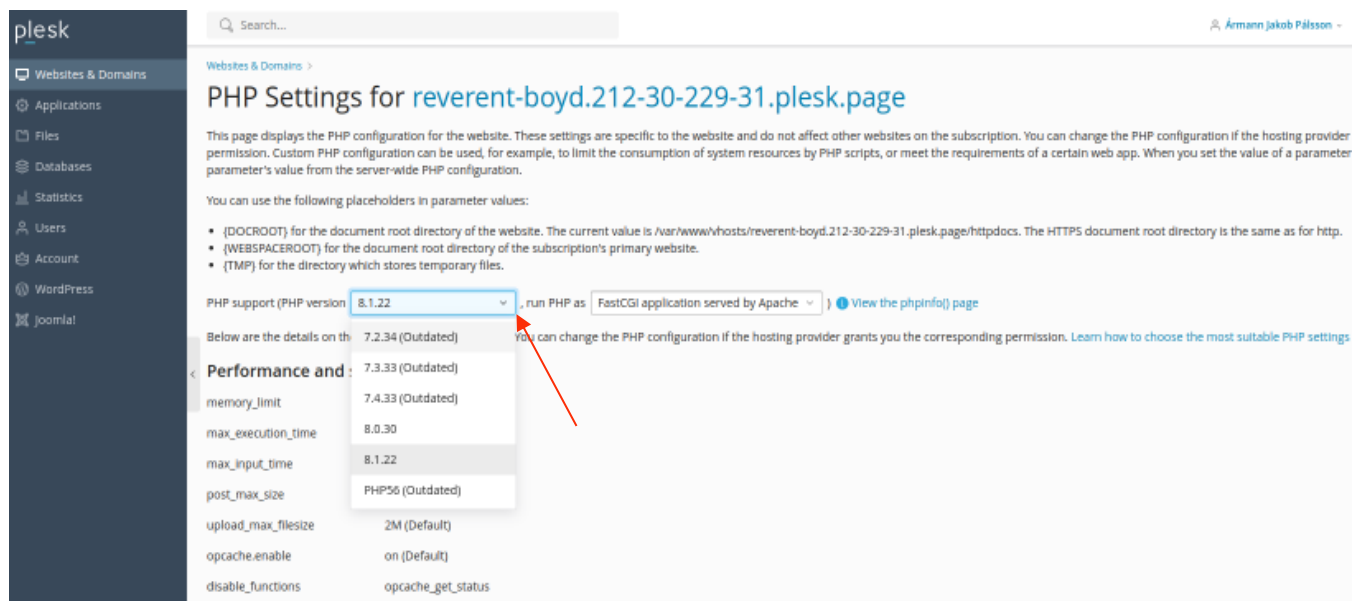 plesk
Search...
Ármann Jakob Pálsson
Websites & Domains
Applications
Files
Databases
Statistics
Users
Account
WordPress
Joomla!
Websites & Domains >
PHP Settings for reverent-boyd.212-30-229-31.plesk.page
This page displays the PHP configuration for the website. These settings are specific to the website and do not affect other websites on the subscription. You can change the PHP configuration if the hosting provider
permission. Custom PHP configuration can be used, for example, to limit the consumption of system resources by PHP scripts, or meet the requirements of a certain web app. When you set the value of a parameter
parameter's value from the server-wide PHP configuration.
You can use the following placeholders in parameter values:
• {DOCROOT} for the document root directory of the website. The current value is /var/www/vhosts/reverent-boyd.212-30-229-31.plesk.page/httpdocs. The HTTPS document root directory is the same as for http.
• {WEBSPACEROOT} for the document root directory of the subscription's primary website.
• {TMP} for the directory which stores temporary files.
PHP support (PHP version 8.1.22 , run PHP as FastCGI application served by Apache ) View the phpinfo() page
Below are the details on th You can change the PHP configuration if the hosting provider grants you the corresponding permission. Learn how to choose the most suitable PHP settings
7.2.34 (Outdated)
7.3.33 (Outdated)
7.4.33 (Outdated)
8.0.30
8.1.22
PHP56 (Outdated)
Performance and
memory_limit
max_execution_time
max_input_time
post_max_size
upload_max_filesize 2M (Default)
opcache.enable on (Default)
disable_functions opcache_get_status